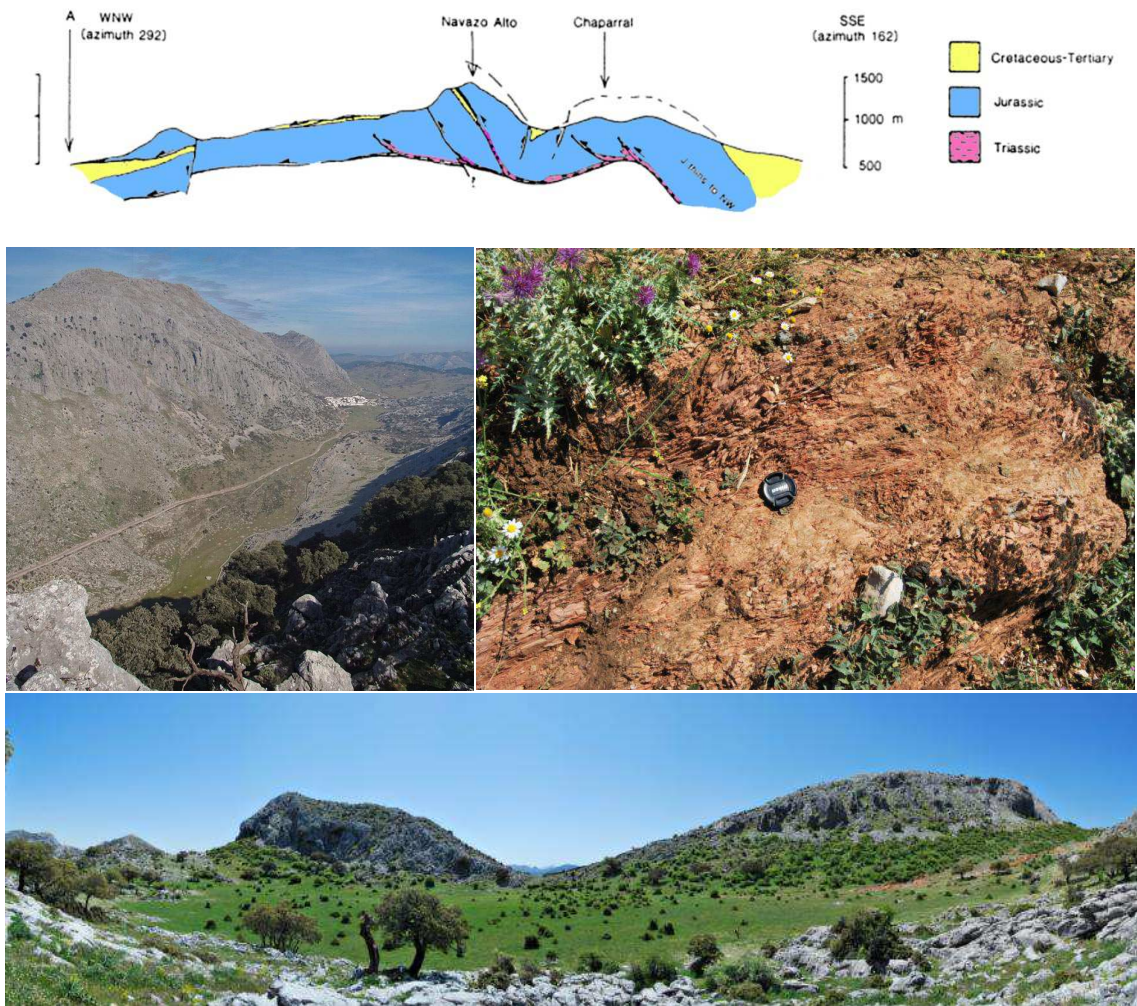 A WNW
(azimuth 292)
Navazo Alto
Chaparral
SSE
(azimuth 162)
1500
1000 m
500
Cretaceous-Tertiary
Jurassic
Triassic
J thins to NW
?